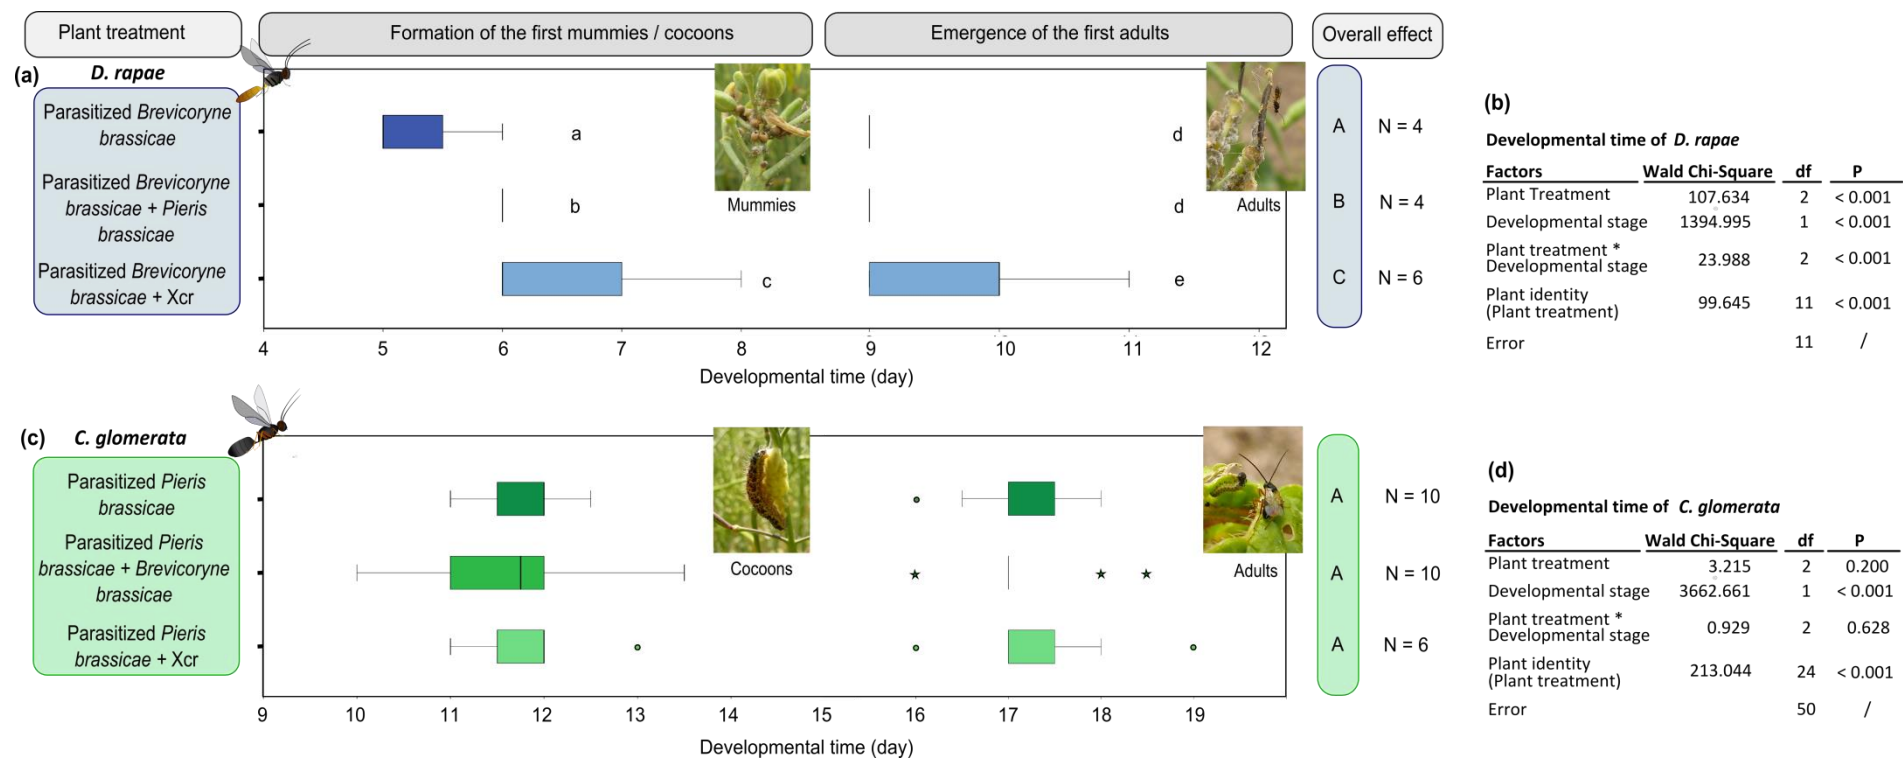 Plant treatment
Formation of the first mummies / cocoons
Emergence of the first adults
Overall effect
(a)
D. rapae
Parasitized Brevicoryne
brassicae
Parasitized Brevicoryne
brassicae + Pieris
brassicae
Parasitized Brevicoryne
brassicae + Xcr
a
b
c
Mummies
d
d
e
Adults
A
B
C
N = 4
N = 4
N = 6
4 5 6 7 8 9 10 11 12
Developmental time (day)
(b)
Developmental time of D. rapae
Factors Wald Chi-Square df P
Plant Treatment 107.634 2 < 0.001
Developmental stage 1394.995 1 < 0.001
Plant treatment *
Developmental stage 23.988 2 < 0.001
Plant identity
(Plant treatment) 99.645 11 < 0.001
Error 11 /
(c)
C. glomerata
Parasitized Pieris
brassicae
Parasitized Pieris
brassicae + Brevicoryne
brassicae
Parasitized Pieris
brassicae + Xcr
Cocoons
Adults
A
A
A
N = 10
N = 10
N = 6
9 10 11 12 13 14 15 16 17 18 19
Developmental time (day)
(d)
Developmental time of C. glomerata
Factors Wald Chi-Square df P
Plant treatment 3.215 2 0.200
Developmental stage 3662.661 1 < 0.001
Plant treatment *
Developmental stage 0.929 2 0.628
Plant identity
(Plant treatment) 213.044 24 < 0.001
Error 50 /